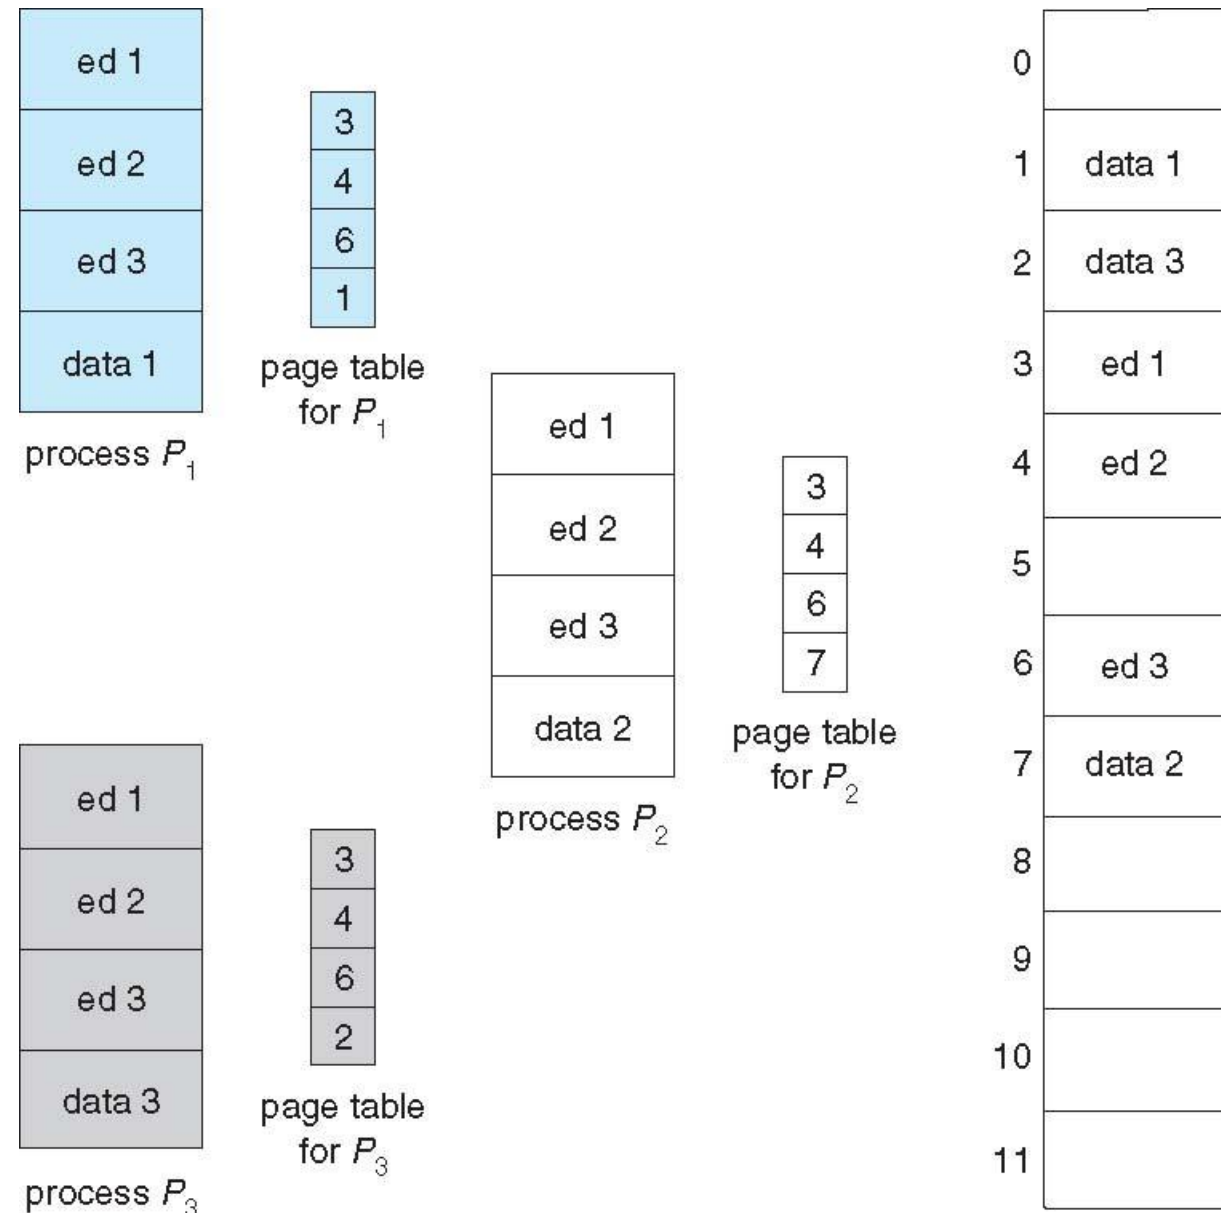 ed 1
ed 2
ed 3
data 1
process P1
3
4
6
1
page table
for P1
ed 1
ed 2
ed 3
data 2
process P2
3
4
6
7
page table
for P2
ed 1
ed 2
ed 3
data 3
process P3
3
4
6
2
page table
for P3
0
1 data 1
2 data 3
3 ed 1
4 ed 2
5
6 ed 3
7 data 2
8
9
10
11